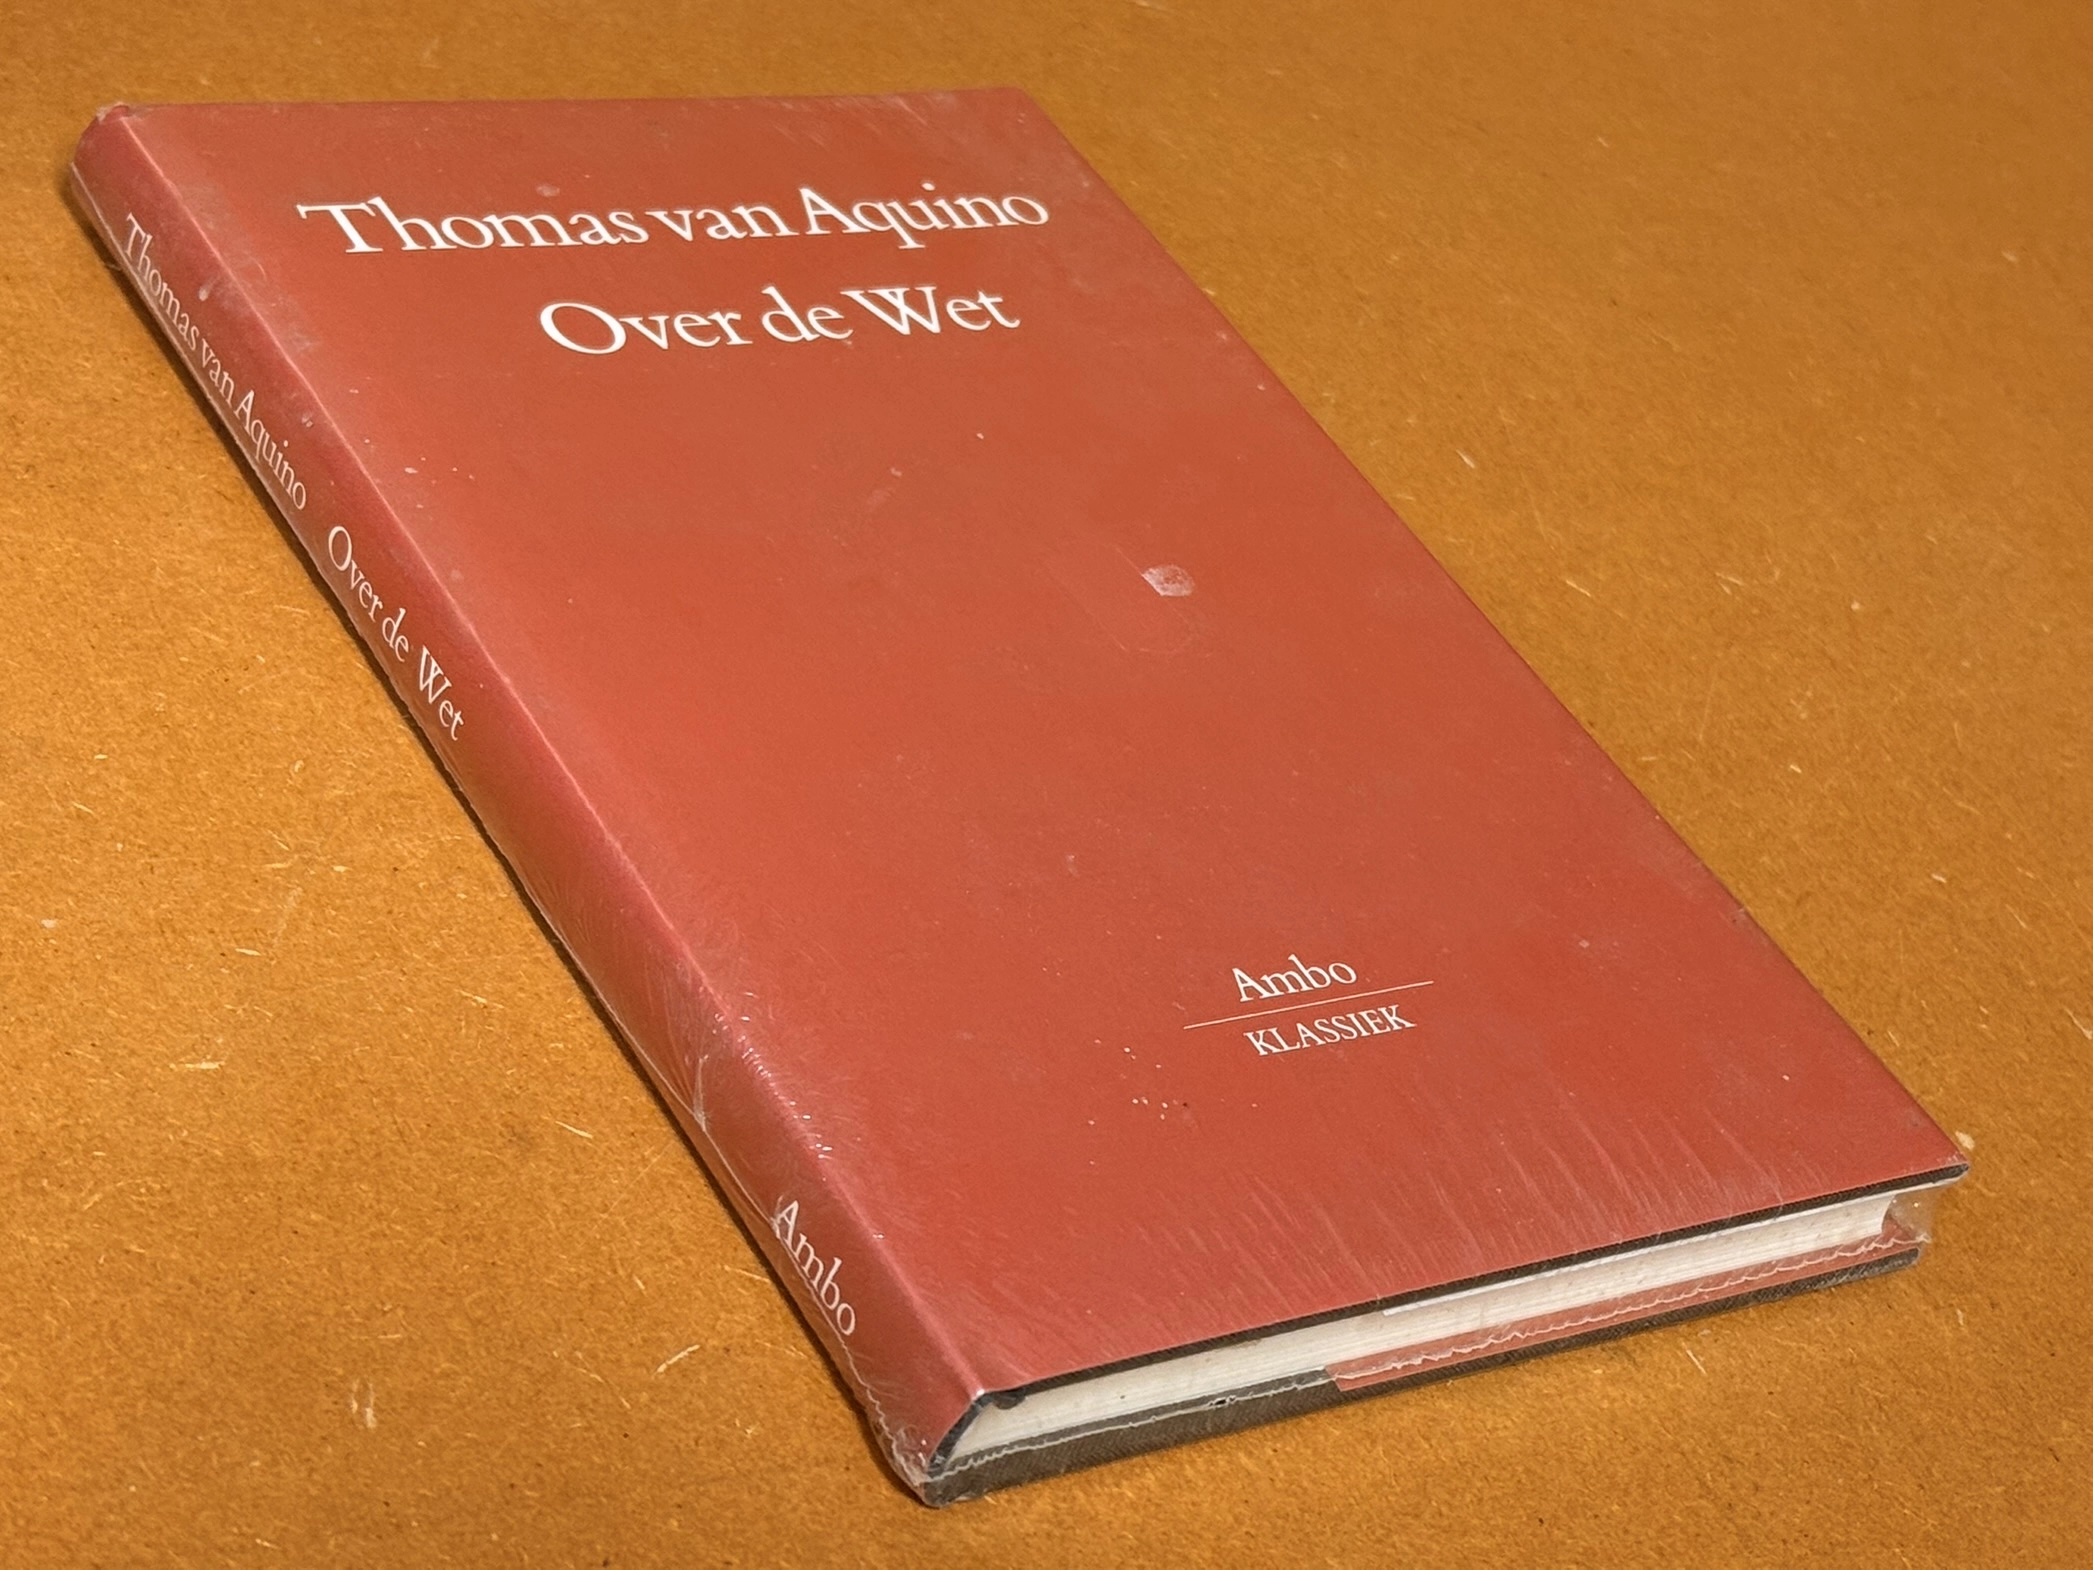 Thomas van Aquino
Over de Wet
Ambo
KLASSIEK
Thomas van Aquino Over de Wet Ambo